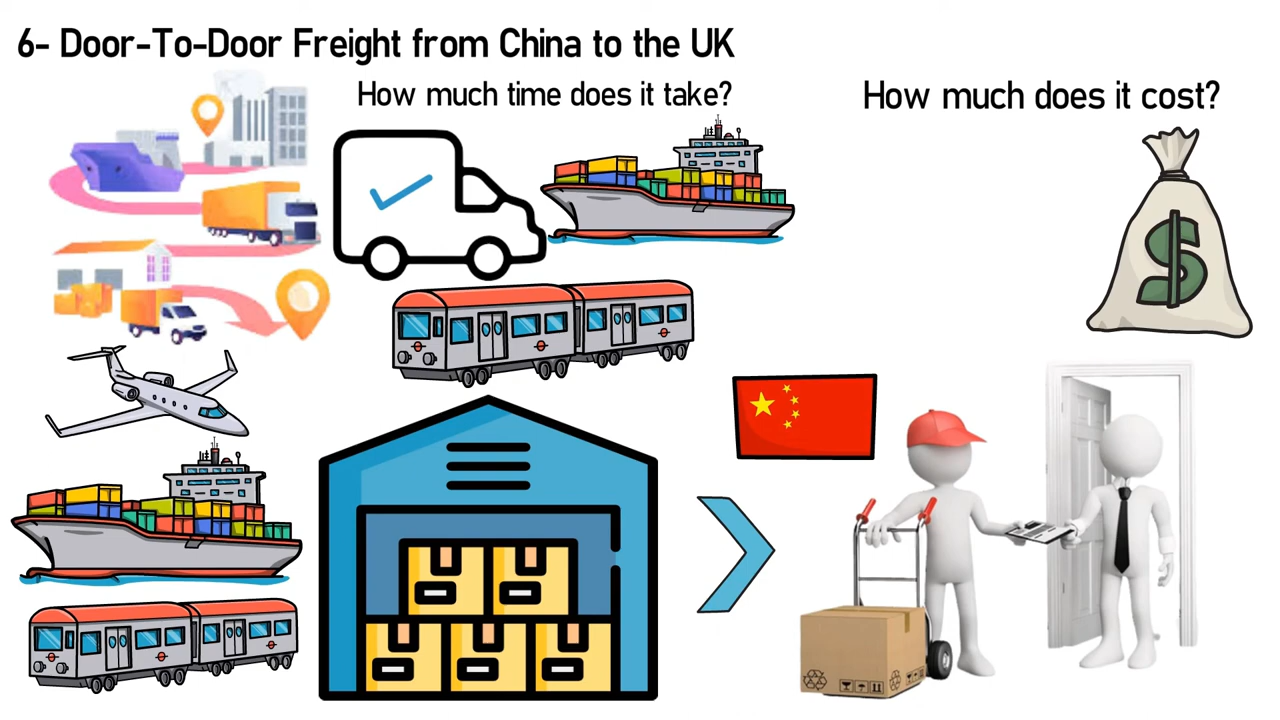 6- Door-To-Door Freight from China to the UK
How much time does it take?
How much does it cost?
$